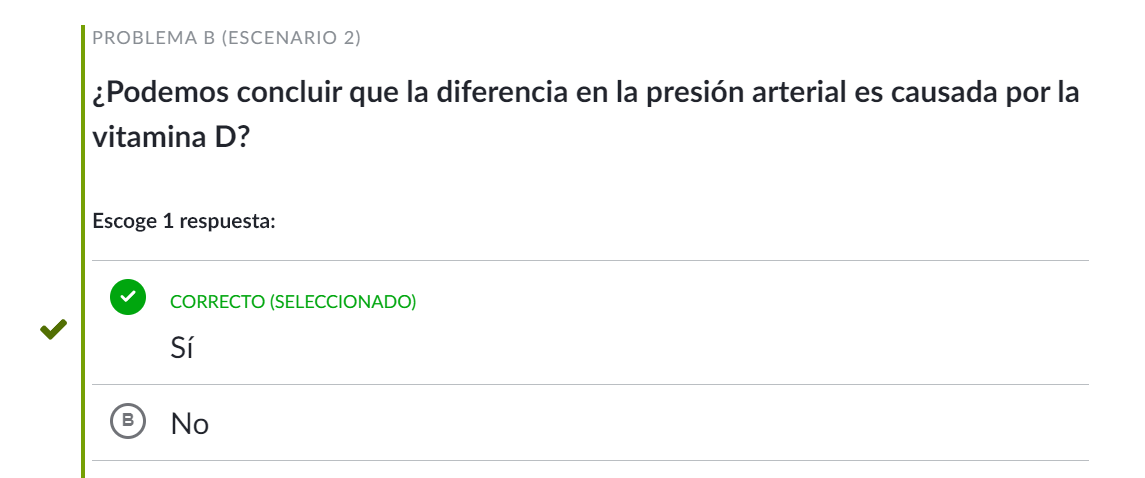 PROBLEMA B (ESCENARIO 2)
¿Podemos concluir que la diferencia en la presión arterial es causada por la
vitamina D?
Escoge 1 respuesta:
CORRECTO (SELECCIONADO)
Sí
B
No